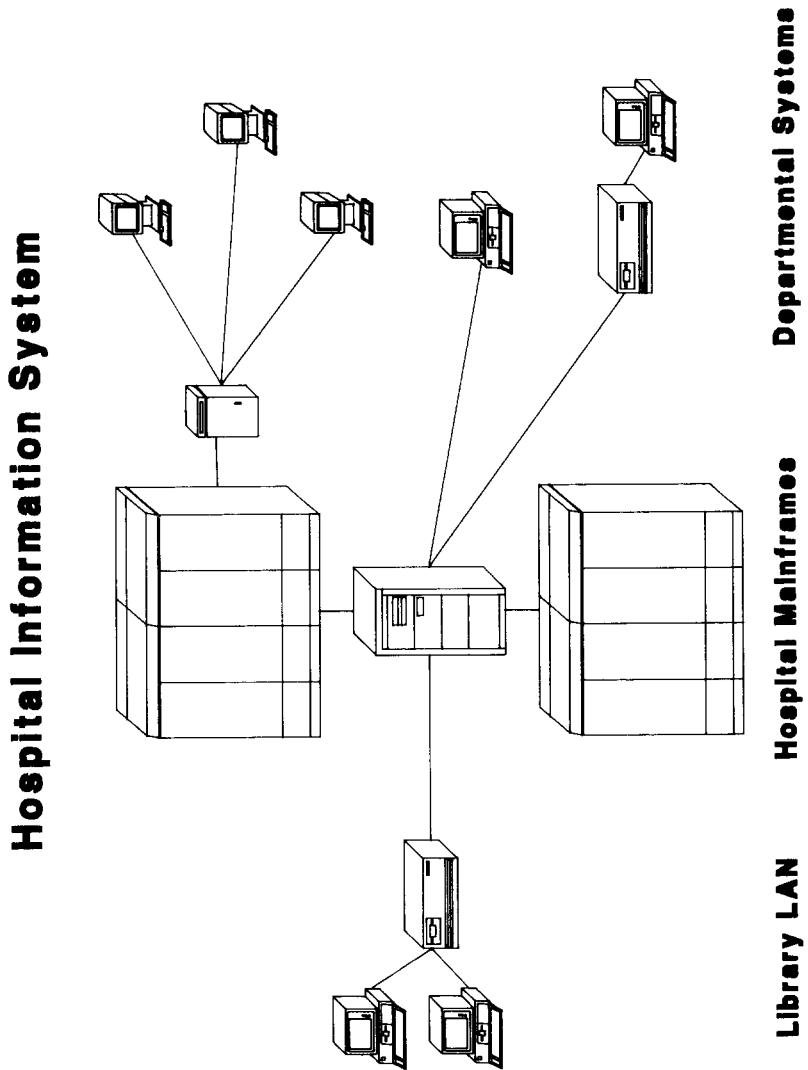 Hospital Information System
Library LAN
Hospital Mainframes
Departmental Systems